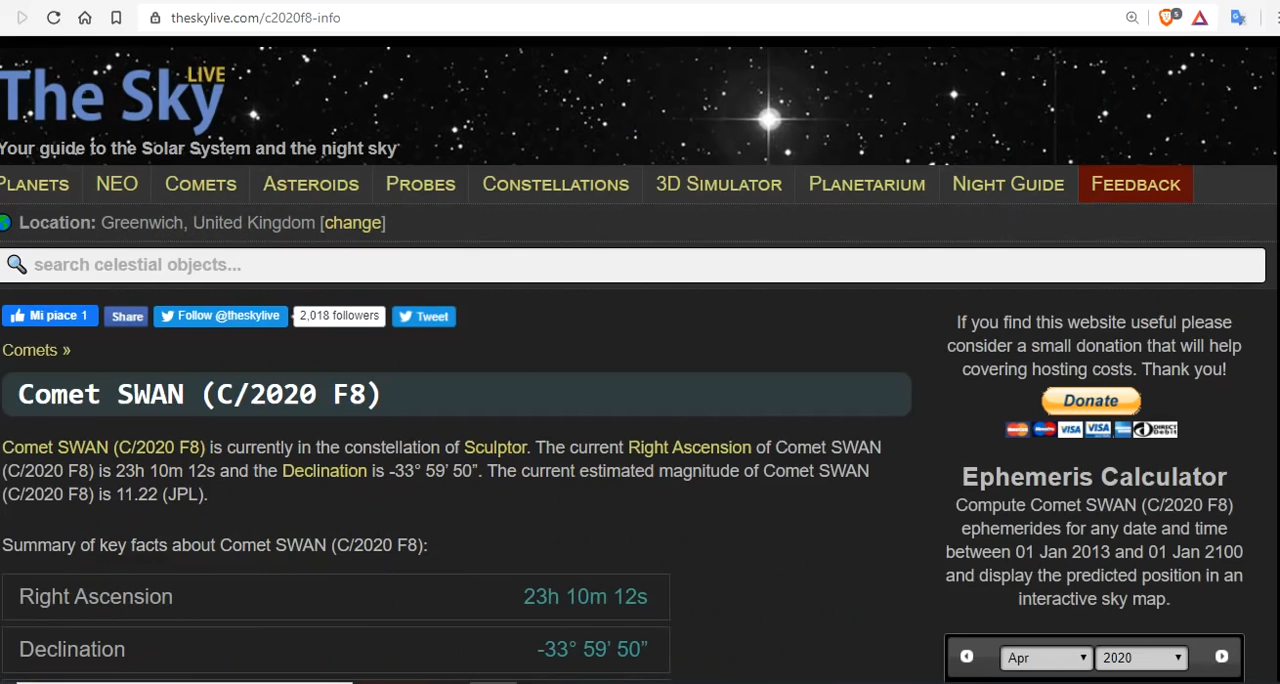 theskylive.com/c2020f8-info
5
The Sky LIVE
Your guide to the Solar System and the night sky
PLANETS NEO COMETS ASTEROIDS PROBES CONSTELLATIONS 3D SIMULATOR PLANETARIUM NIGHT GUIDE FEEDBACK
Location: Greenwich, United Kingdom [change]
search celestial objects...
Mi piace 1 Share Follow @theskylive 2,018 followers Tweet
Comets »
Comet SWAN (C/2020 F8)
Comet SWAN (C/2020 F8) is currently in the constellation of Sculptor. The current Right Ascension of Comet SWAN
(C/2020 F8) is 23h 10m 12s and the Declination is -33° 59’ 50”. The current estimated magnitude of Comet SWAN
(C/2020 F8) is 11.22 (JPL).
Summary of key facts about Comet SWAN (C/2020 F8):
Right Ascension 23h 10m 12s
Declination -33° 59’ 50”
If you find this website useful please
consider a small donation that will help
covering hosting costs. Thank you!
Donate
VISA VISA DIRECT Debit
Ephemeris Calculator
Compute Comet SWAN (C/2020 F8)
ephemerides for any date and time
between 01 Jan 2013 and 01 Jan 2100
and display the predicted position in an
interactive sky map.
Apr 2020